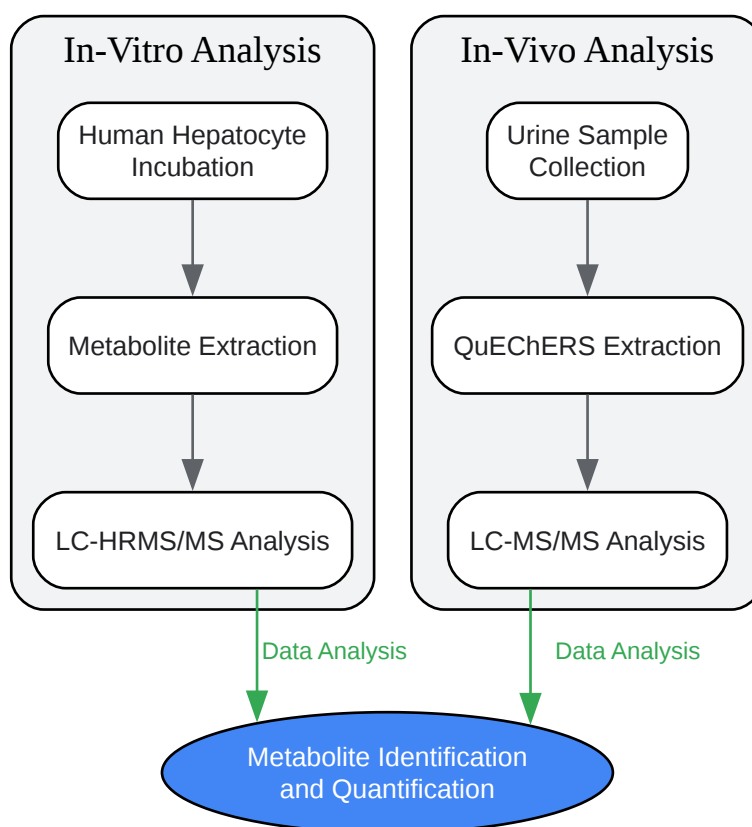 In-Vitro Analysis
Human Hepatocyte
Incubation
Metabolite Extraction
LC-HRMS/MS Analysis
Data Analysis
In-Vivo Analysis
Urine Sample
Collection
QuEChERS Extraction
LC-MS/MS Analysis
Data Analysis
Metabolite Identification
and Quantification